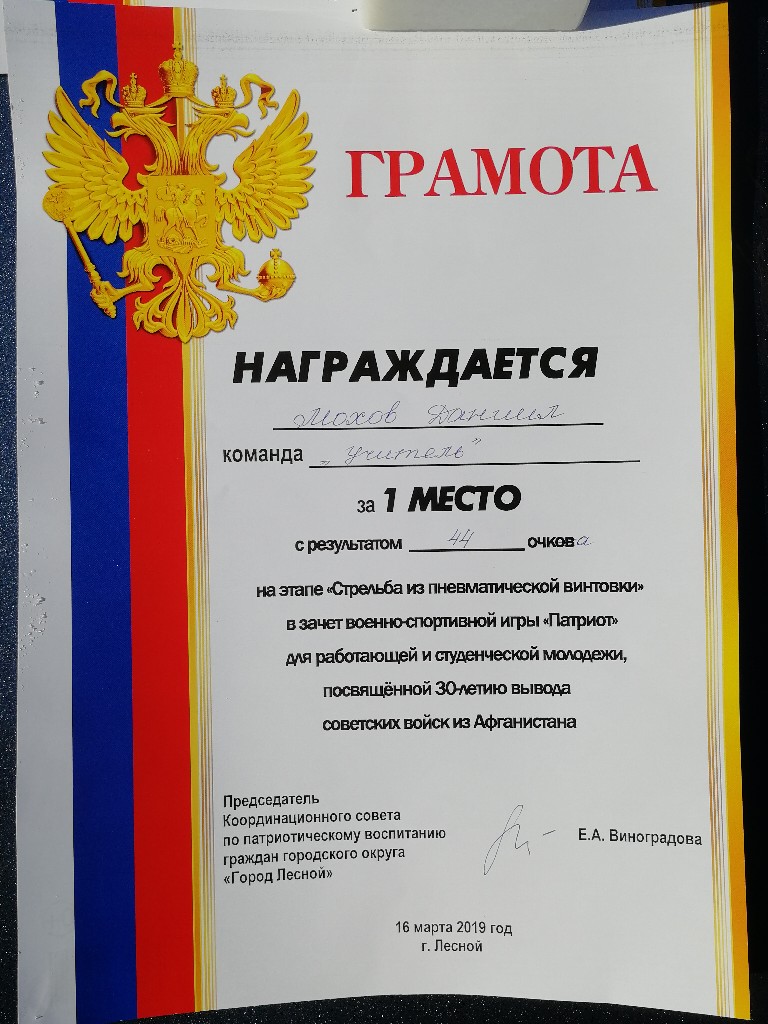 ГРАМОТА
НАГРАЖДАЕТСЯ
Мохов Даниил
команда „Учитель"
за 1 МЕСТО
с результатом 44 очкова
на этапе «Стрельба из пневматической винтовки»
в зачет военно-спортивной игры «Патриот»
для работающей и студенческой молодежи,
посвящённой 30-летию вывода
советских войск из Афганистана
Председатель
Координационного совета
по патриотическому воспитанию
граждан городского округа
«Город Лесной»
Е.А. Виноградова
16 марта 2019 год
г. Лесной